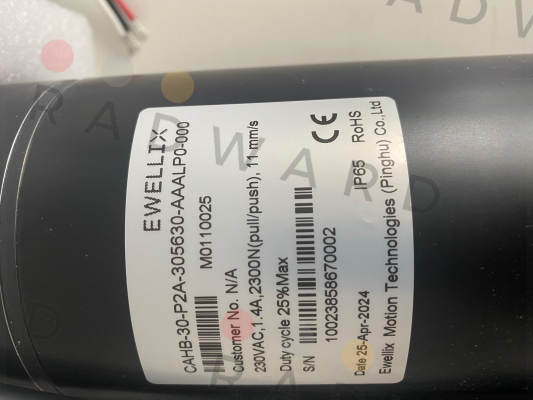 EWELLIX
CAHB-30-P2A-305630-AAALP0-000
M0110025
Customer No. N/A
230VAC,1.4A,2300N(pull/push), 11 mm/s
Duty cycle 25%Max
S/N
10023858670002
CE
Date 25-Apr-2024 IP65 RoHS
Ewellix Motion Technologies (Pinghu) Co.,Ltd
RADWARD
RADWARD